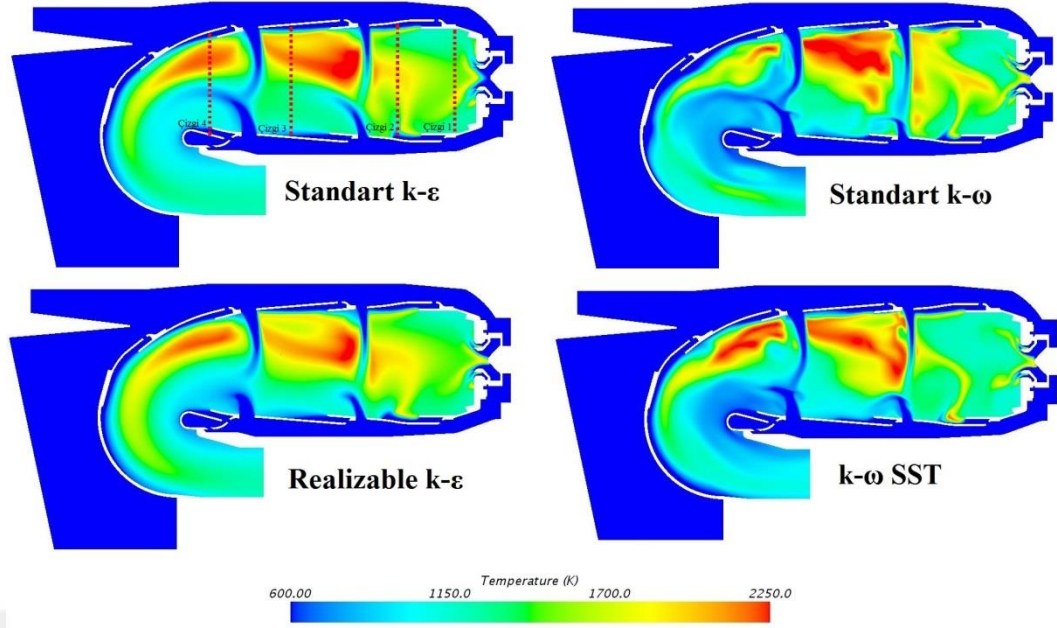 Çizgi 4
Çizgi 3
Çizgi 2
Çizgi 1
Standart k-ε
Standart k-ω
Realizable k-ε
k-ω SST
Temperature (K)
600.00 1150.0 1700.0 2250.0